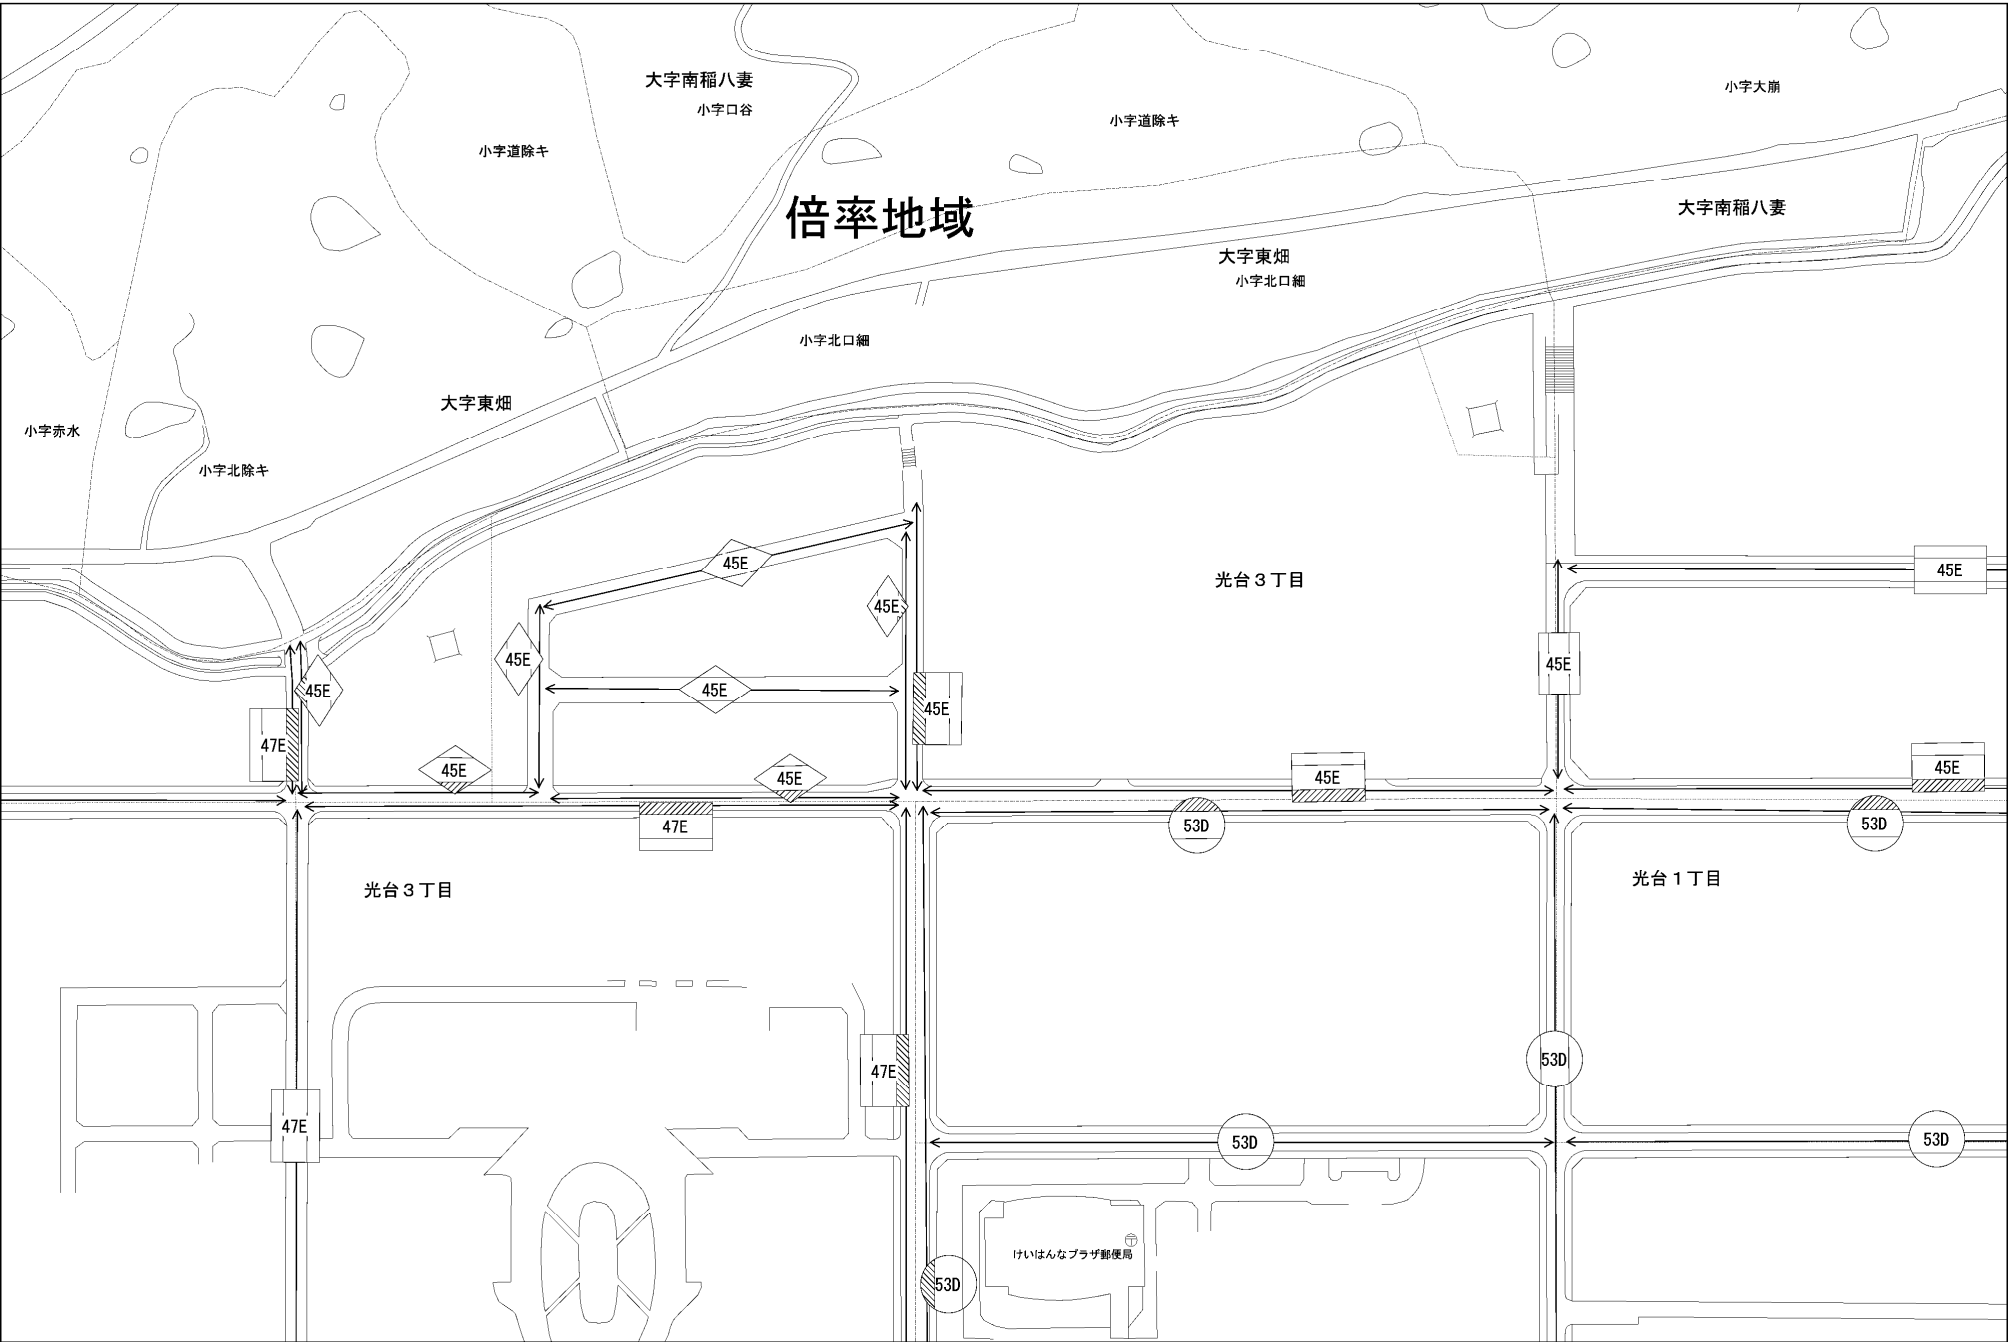 大字南稲八妻
小字口谷
小字大崩
小字道除キ
小字道除キ
倍率地域
大字南稲八妻
大字東畑
小字北口細
小字北口細
大字東畑
小字赤水
小字北除キ
45E
45E
光台3丁目
45E
45E
45E
45E
45E
45E
45E
47E
45E
45E
45E
45E
47E
53D
53D
光台3丁目
光台1丁目
53D
47E
47E
53D
53D
けいはんなプラザ郵便局
53D